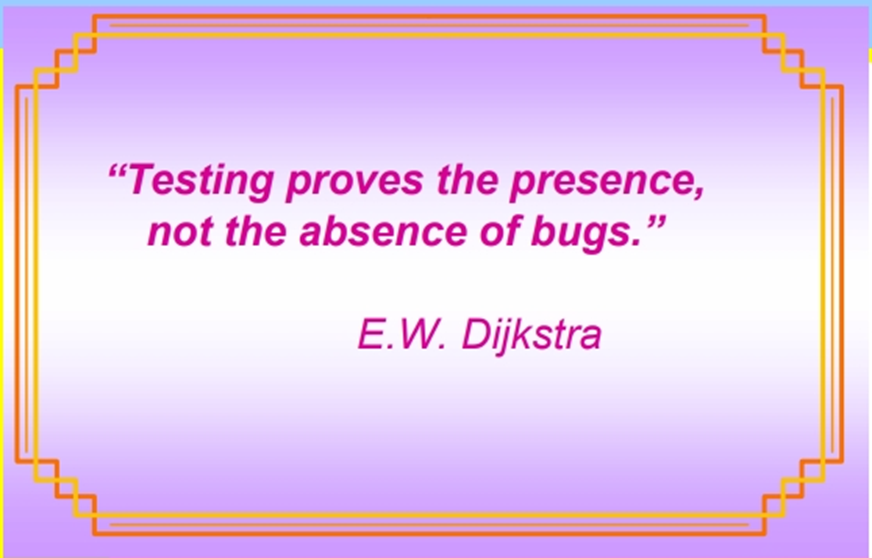 “Testing proves the presence,
not the absence of bugs.”
E.W. Dijkstra